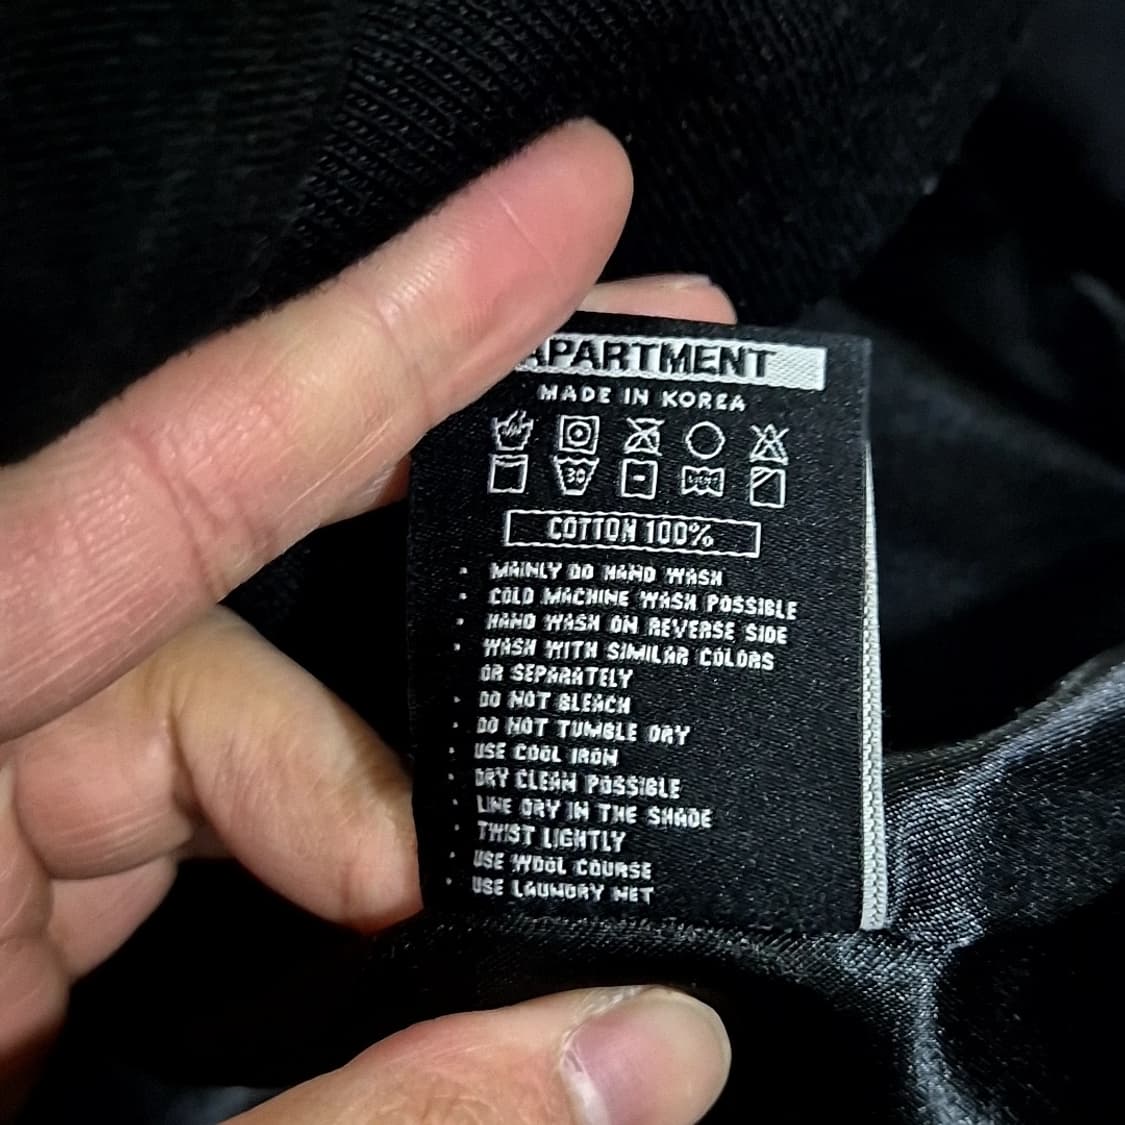 APARTMENT
MADE IN KOREA
30
COTTON 100%
• MAINLY DO HAND WASH
• COLD MACHINE WASH POSSIBLE
• HAND WASH ON REVERSE SIDE
• WASH WITH SIMILAR COLORS
OR SEPARATELY
• DO NOT BLEACH
• DO NOT TUMBLE DRY
• USE COOL IRON
• DRY CLEAN POSSIBLE
• LINE DRY IN THE SHADE
• TWIST LIGHTLY
• USE WOOL COURSE
• USE LAUNDRY NET